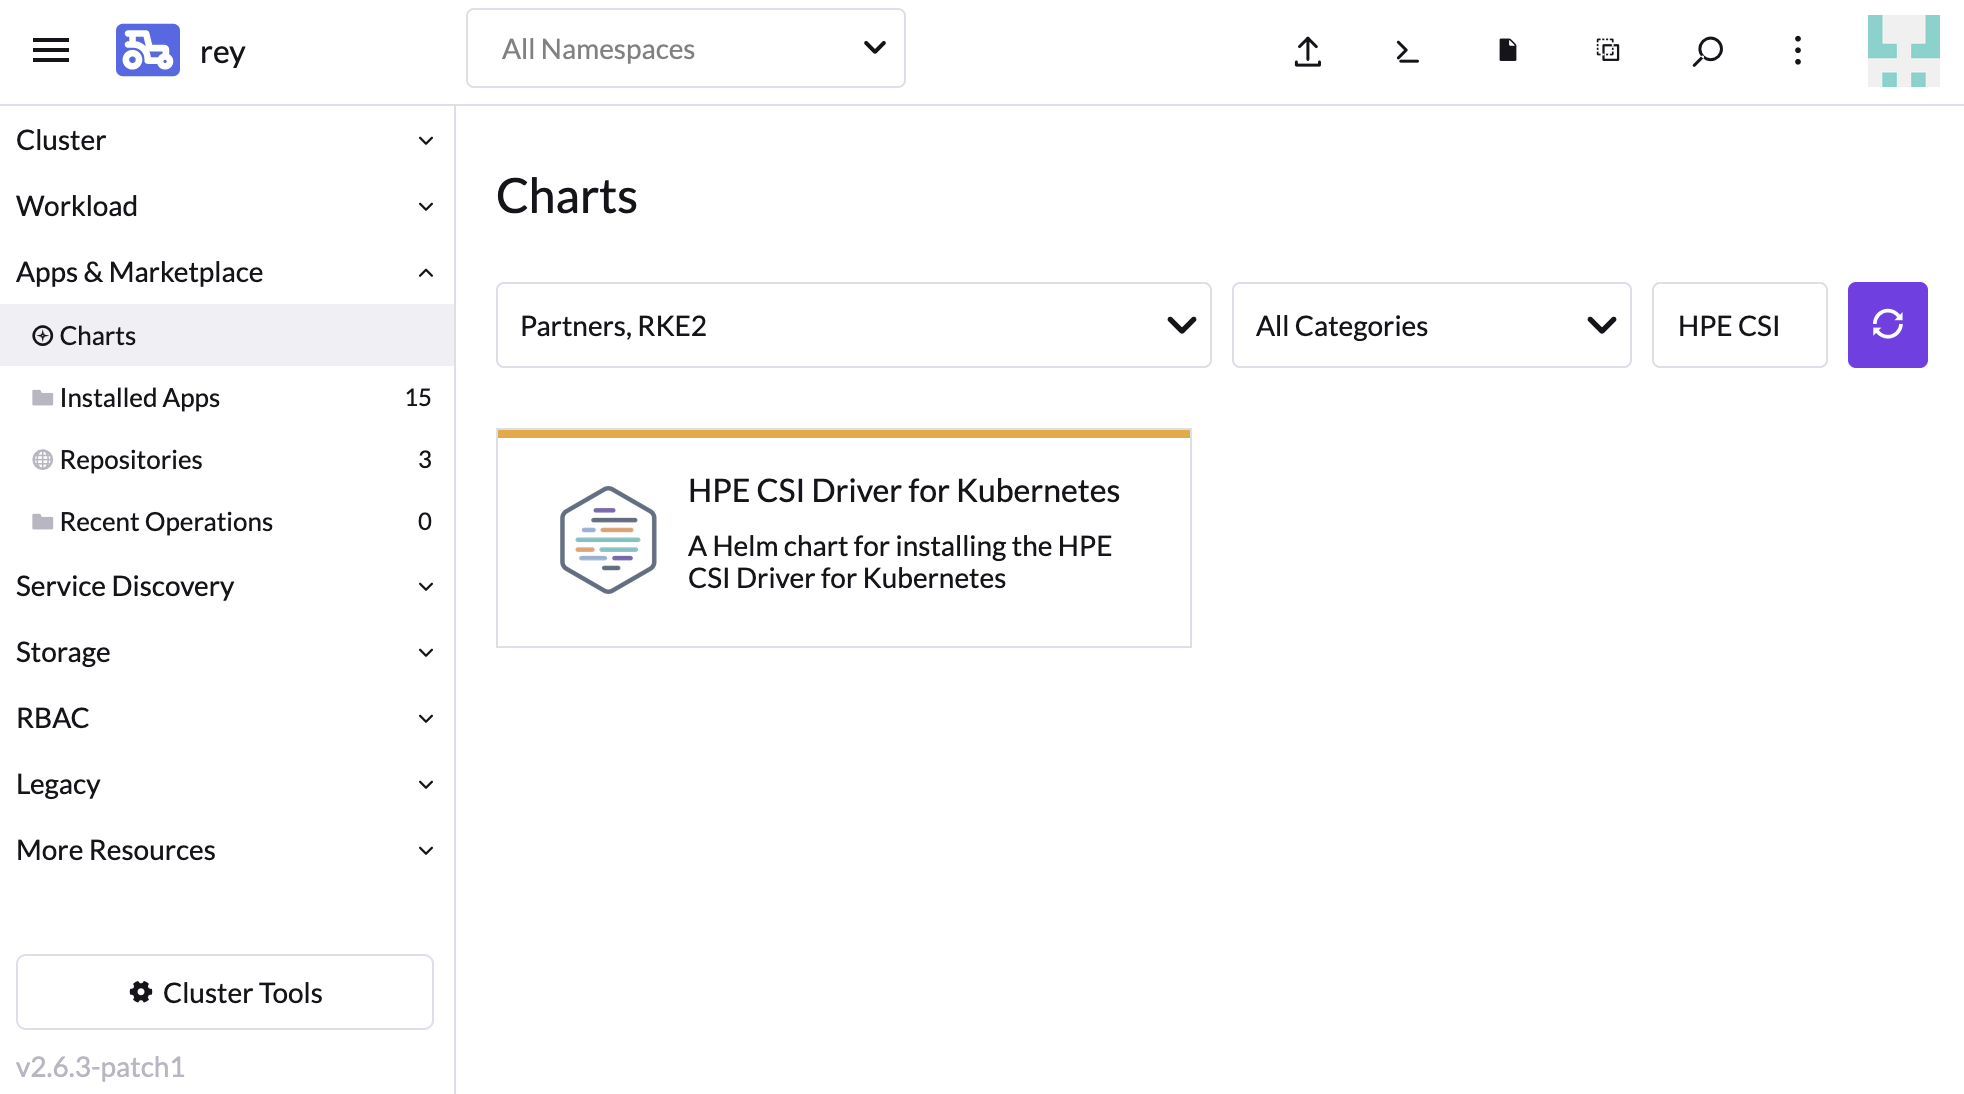 rey
All Namespaces
Cluster
Workload
Apps & Marketplace
Charts
Installed Apps 15
Repositories 3
Recent Operations 0
Service Discovery
Storage
RBAC
Legacy
More Resources
Cluster Tools
v2.6.3-patch1
Charts
Partners, RKE2
All Categories
HPE CSI
HPE CSI Driver for Kubernetes
A Helm chart for installing the HPE
CSI Driver for Kubernetes